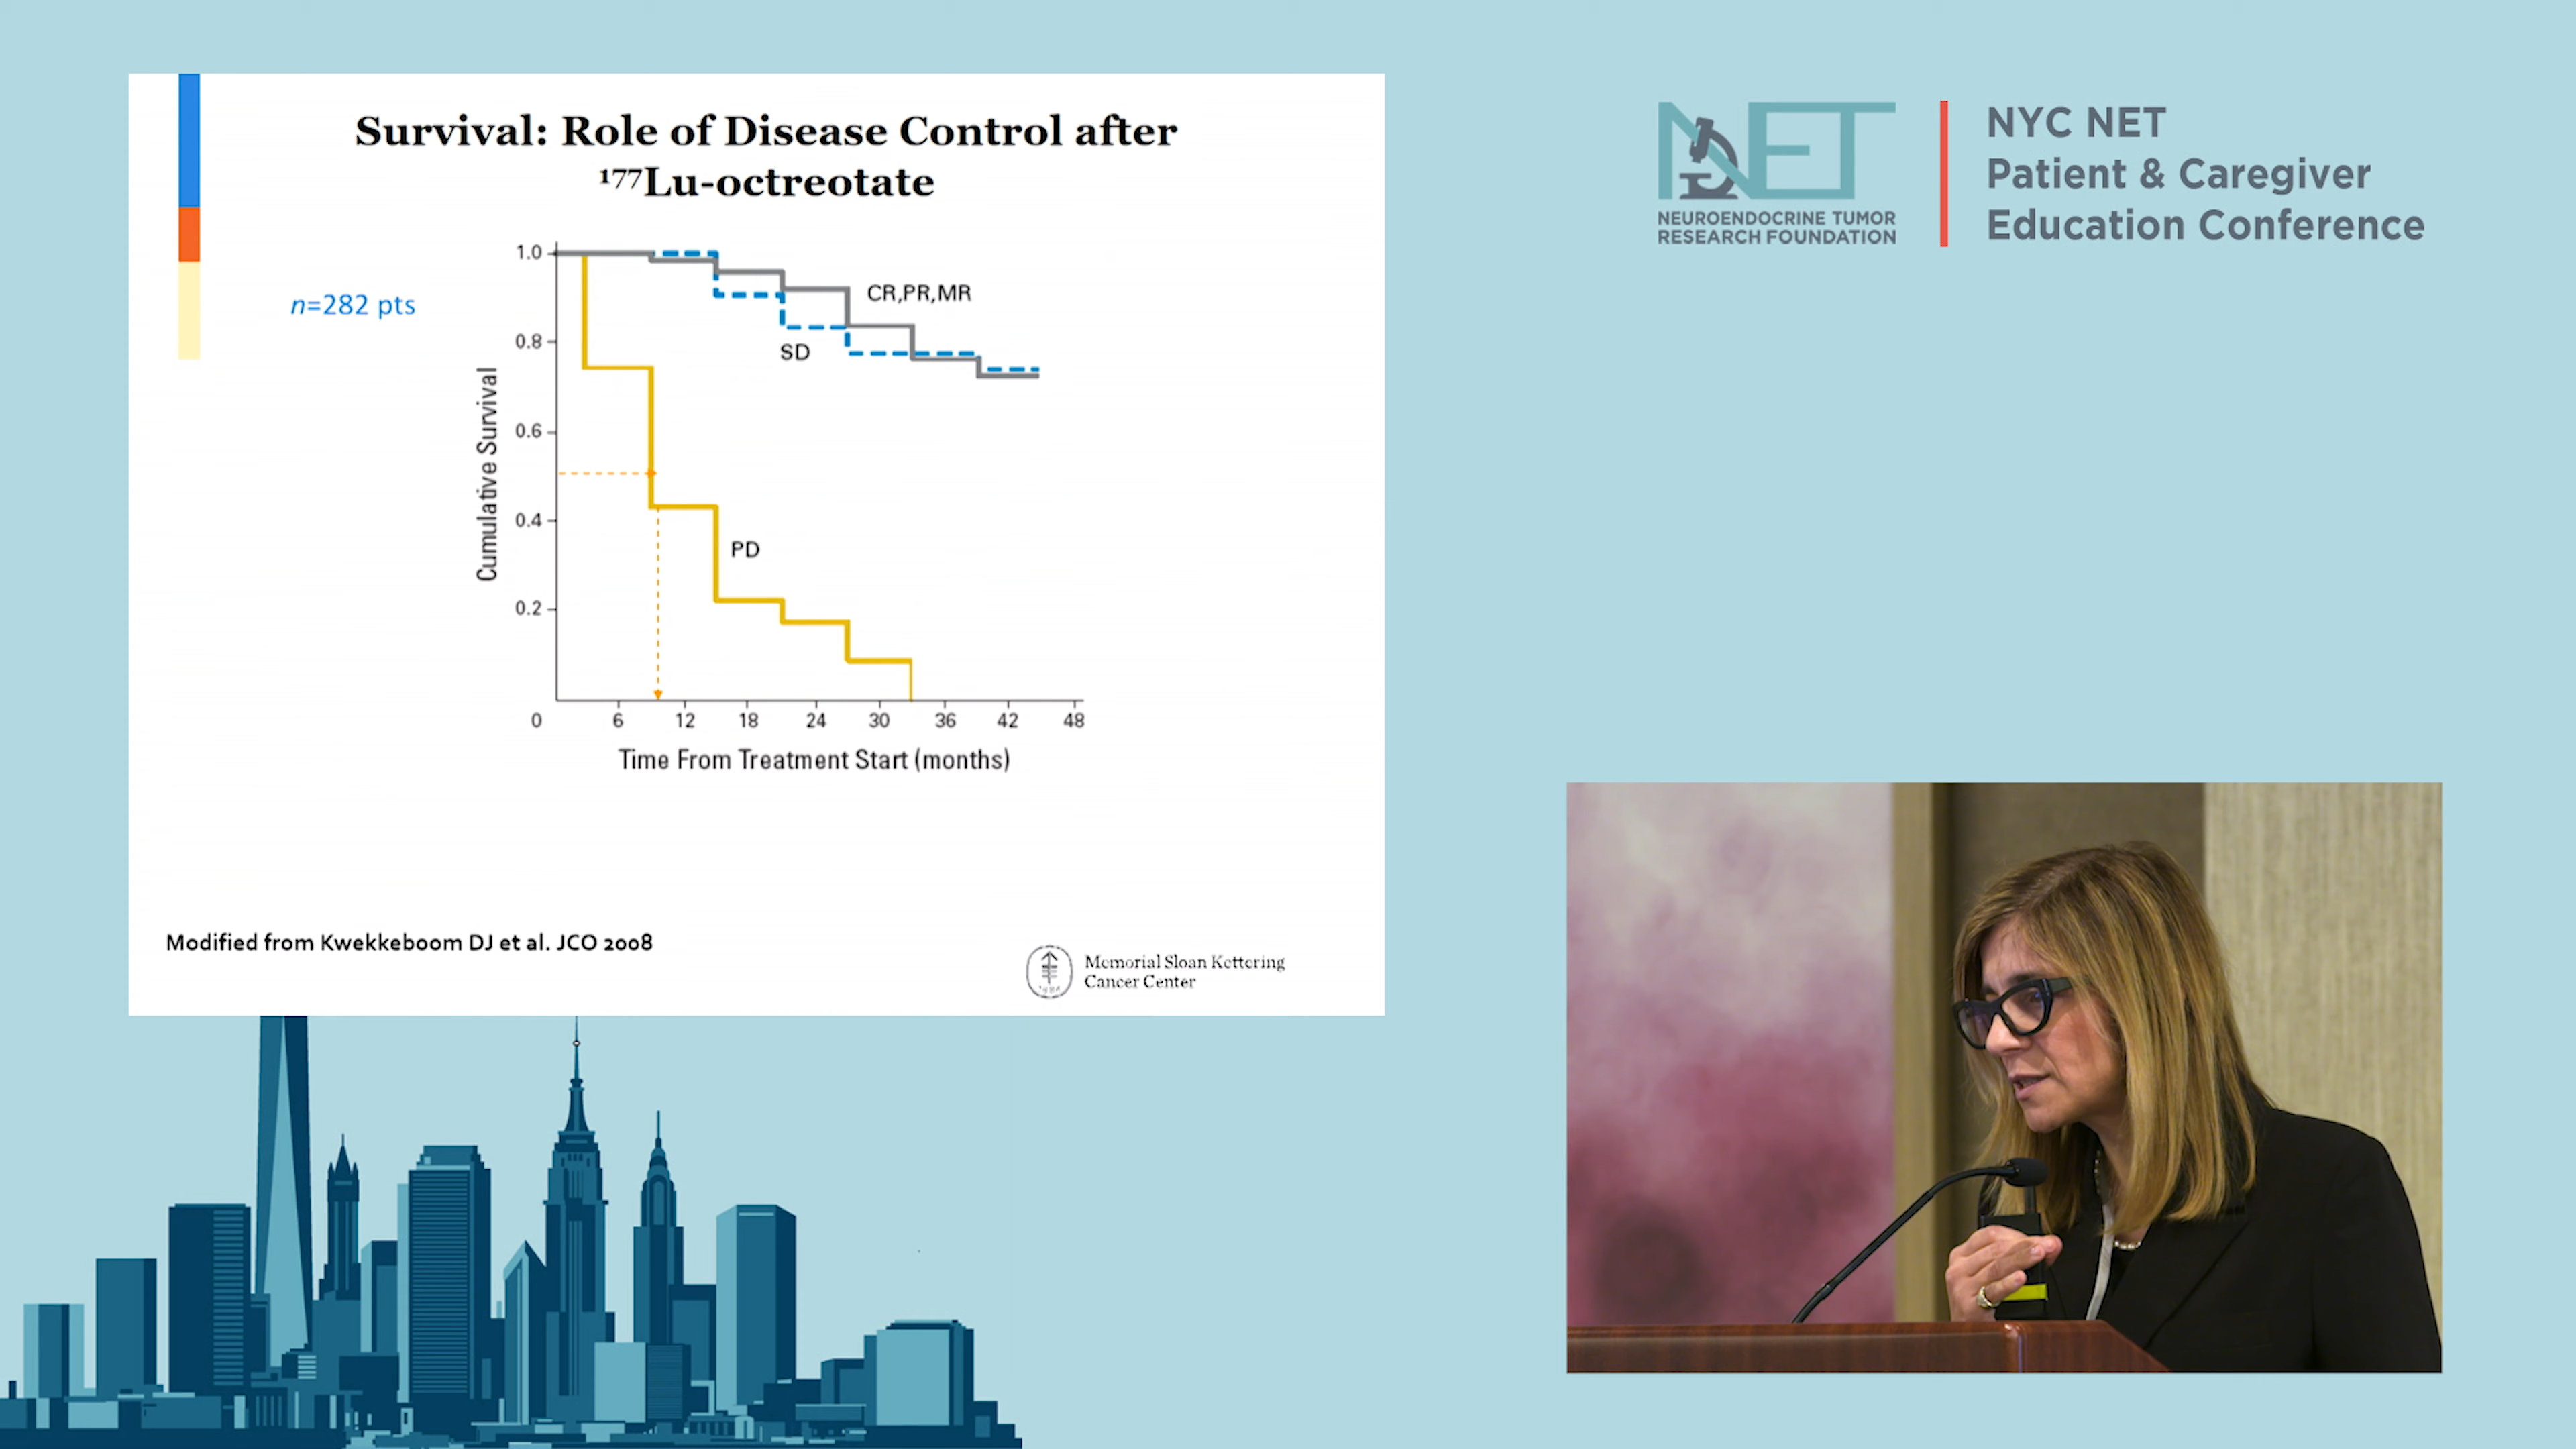 Survival: Role of Disease Control after
¹⁷⁷Lu-octreotate
n=282 pts
Cumulative Survival
1.0
0.8
0.6
0.4
0.2
CR,PR,MR
SD
PD
0 6 12 18 24 30 36 42 48
Time From Treatment Start (months)
Modified from Kwekkeboom DJ et al. JCO 2008
Memorial Sloan Kettering
Cancer Center
NET
NEUROENDOCRINE TUMOR
RESEARCH FOUNDATION
NYC NET
Patient & Caregiver
Education Conference